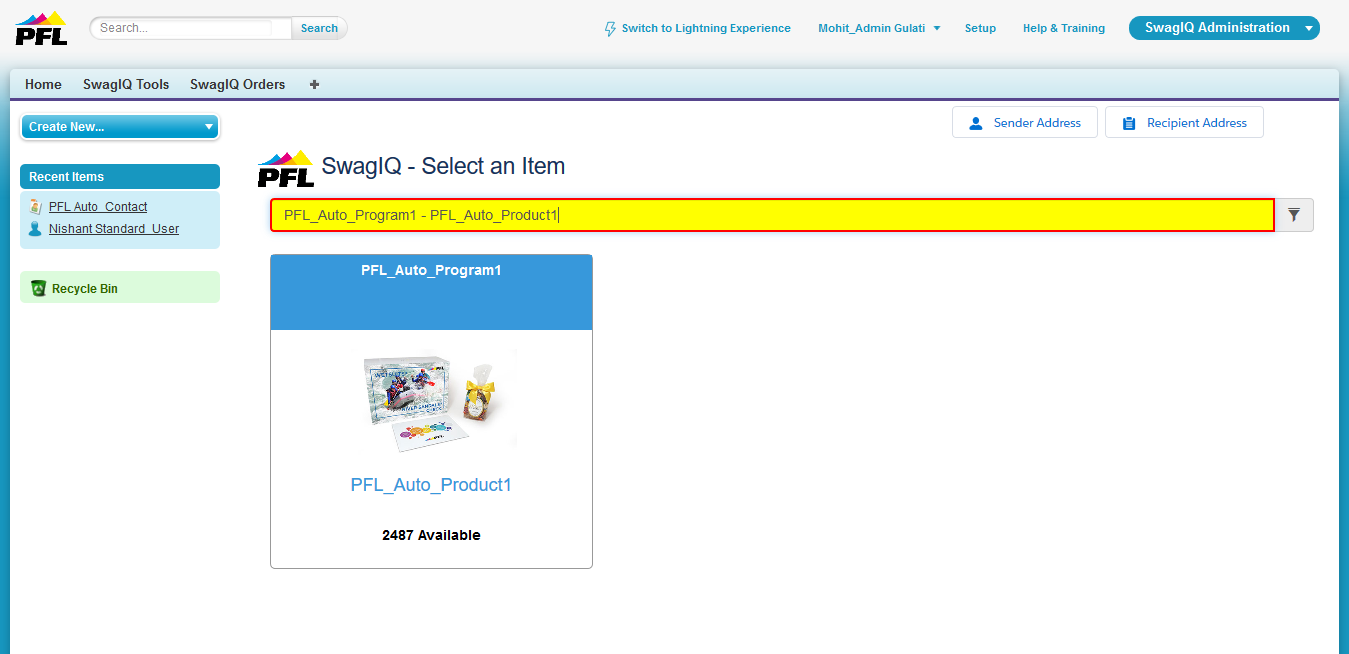 PFL
Search...
Search
Switch to Lightning Experience
Mohit_Admin Gulati
Setup
Help & Training
SwagIQ Administration
Home
SwagIQ Tools
SwagIQ Orders
Create New...
Sender Address
Recipient Address
Recent Items
PFL Auto_Contact
Nishant Standard_User
Recycle Bin
PFL
SwagIQ - Select an Item
PFL_Auto_Program1 - PFL_Auto_Product1
PFL_Auto_Program1
PFL
PFL_Auto_Product1
2487 Available